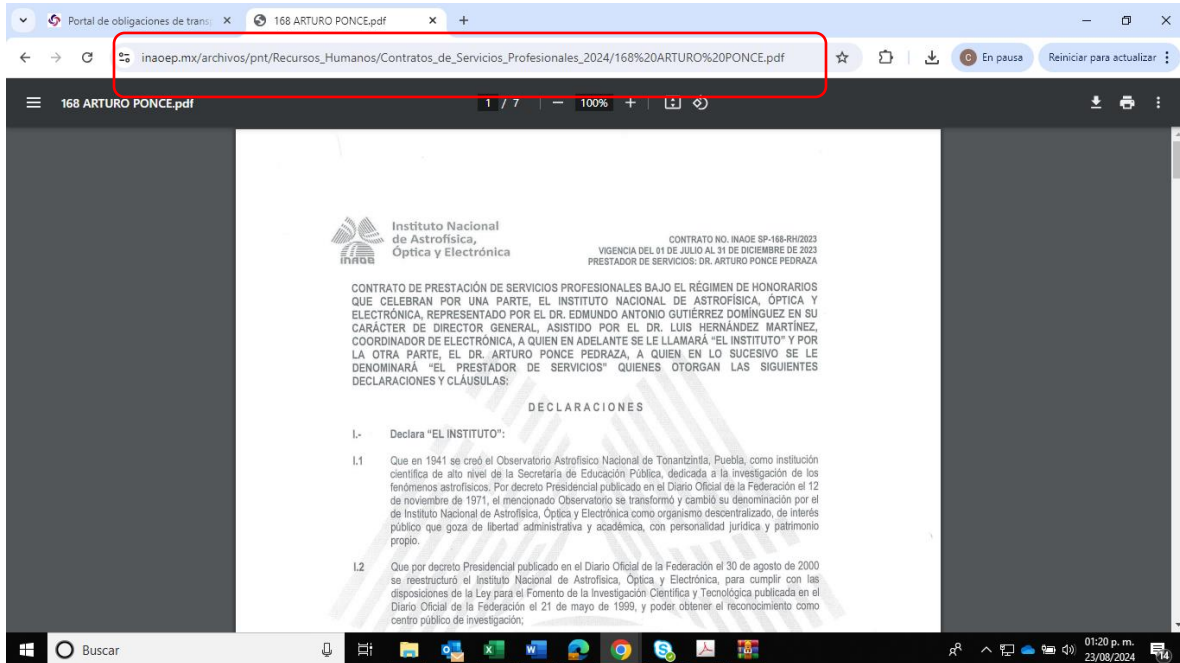 Portal de obligaciones de trans
168 ARTURO PONCE.pdf
inaoep.mx/archivos/pnt/Recursos_Humanos/Contratos_de_Servicios_Profesionales_2024/168%20ARTURO%20PONCE.pdf
C
En pausa
Reiniciar para actualizar
168 ARTURO PONCE.pdf
1 / 7
100%
inaoe
Instituto Nacional
de Astrofísica,
Óptica y Electrónica
CONTRATO NO. INAOE SP-168-RH/2023
VIGENCIA DEL 01 DE JULIO AL 31 DE DICIEMBRE DE 2023
PRESTADOR DE SERVICIOS: DR. ARTURO PONCE PEDRAZA
CONTRATO DE PRESTACIÓN DE SERVICIOS PROFESIONALES BAJO EL RÉGIMEN DE HONORARIOS
QUE CELEBRAN POR UNA PARTE, EL INSTITUTO NACIONAL DE ASTROFÍSICA, ÓPTICA Y
ELECTRÓNICA, REPRESENTADO POR EL DR. EDMUNDO ANTONIO GUTIÉRREZ DOMÍNGUEZ EN SU
CARÁCTER DE DIRECTOR GENERAL, ASISTIDO POR EL DR. LUIS HERNÁNDEZ MARTÍNEZ,
COORDINADOR DE ELECTRÓNICA, A QUIEN EN ADELANTE SE LE LLAMARÁ “EL INSTITUTO” Y POR
LA OTRA PARTE, EL DR. ARTURO PONCE PEDRAZA, A QUIEN EN LO SUCESIVO SE LE
DENOMINARÁ “EL PRESTADOR DE SERVICIOS” QUIENES OTORGAN LAS SIGUIENTES
DECLARACIONES Y CLÁUSULAS:
DECLARACIONES
I.- Declara “EL INSTITUTO”:
I.1 Que en 1941 se creó el Observatorio Astrofísico Nacional de Tonantzintla, Puebla, como institución
científica de alto nivel de la Secretaría de Educación Pública, dedicada a la investigación de los
fenómenos astrofísicos. Por decreto Presidencial publicado en el Diario Oficial de la Federación el 12
de noviembre de 1971, el mencionado Observatorio se transformó y cambió su denominación por el
de Instituto Nacional de Astrofísica, Óptica y Electrónica como organismo descentralizado, de interés
público que goza de libertad administrativa y académica, con personalidad jurídica y patrimonio
propio.
I.2 Que por decreto Presidencial publicado en el Diario Oficial de la Federación el 30 de agosto de 2000
se reestructuró el Instituto Nacional de Astrofísica, Óptica y Electrónica, para cumplir con las
disposiciones de la Ley para el Fomento de la Investigación Científica y Tecnológica publicada en el
Diario Oficial de la Federación el 21 de mayo de 1999, y poder obtener el reconocimiento como
centro público de investigación;
Buscar
01:20 p. m.
23/08/2024
14